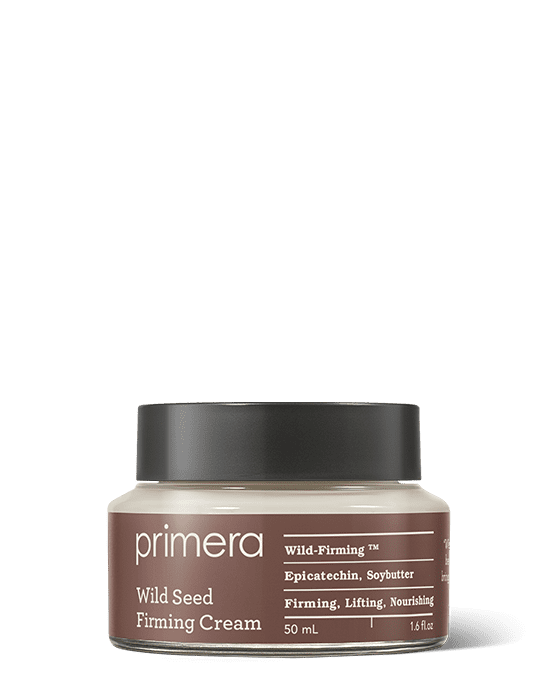 primera
Wild Seed
Firming Cream
Wild-Firming ™
Epicatechin, Soybutter
Firming, Lifting, Nourishing
50 mL 1.6 fl.oz